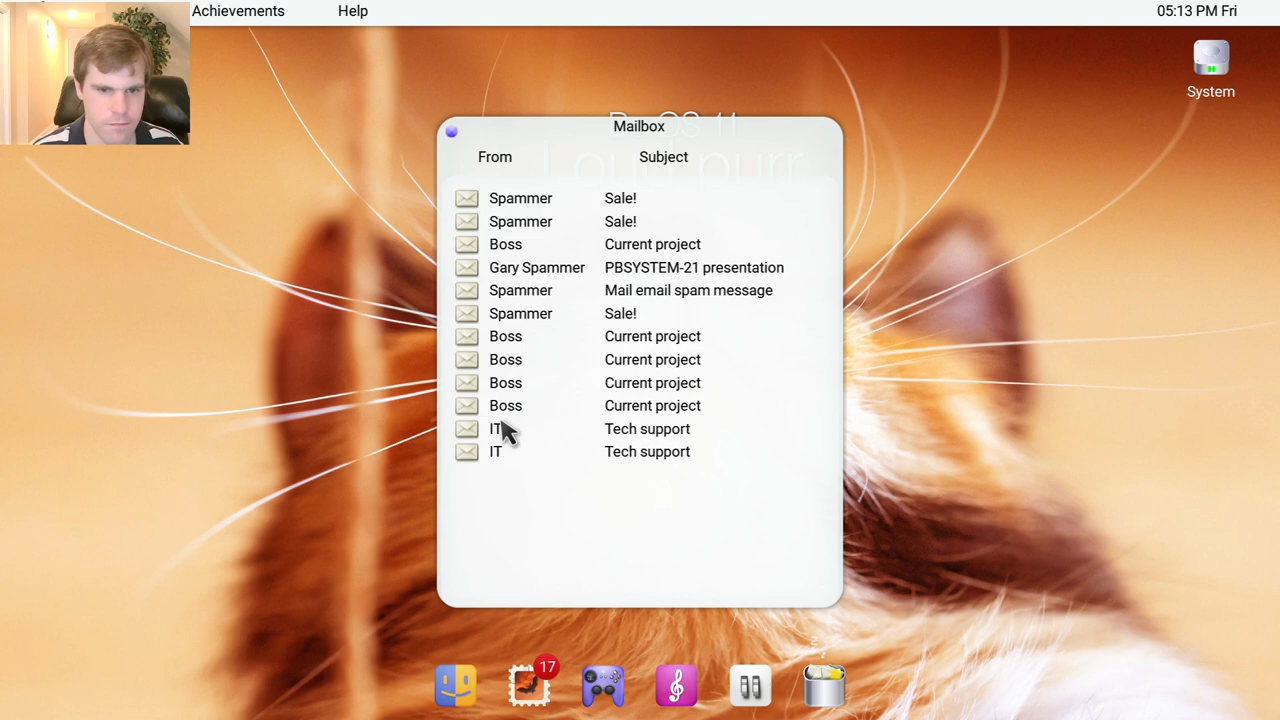 Achievements Help 05:13 PM Fri
System
Mailbox
From Subject
Spammer Sale!
Spammer Sale!
Boss Current project
Gary Spammer PBSYSTEM-21 presentation
Spammer Mail email spam message
Spammer Sale!
Boss Current project
Boss Current project
Boss Current project
Boss Current project
IT Tech support
IT Tech support
17